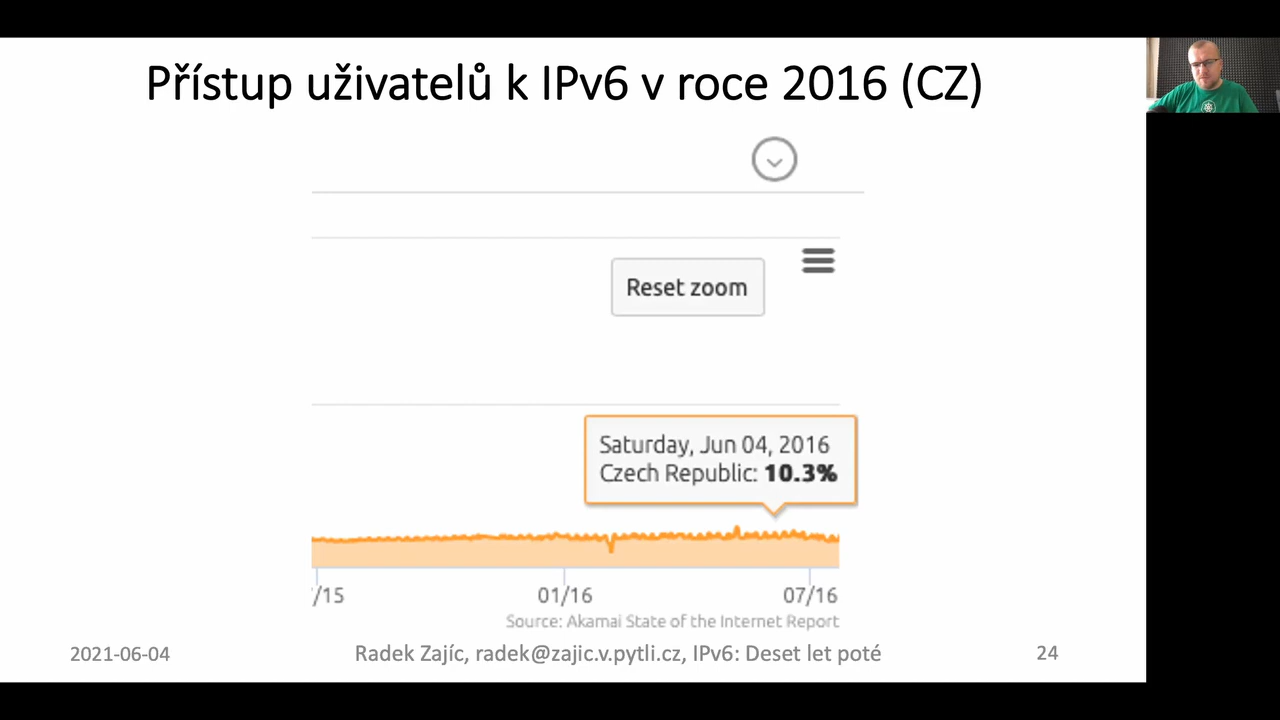 Přístup uživatelů k IPv6 v roce 2016 (CZ)
Reset zoom
Saturday, Jun 04, 2016
Czech Republic: 10.3%
/15
01/16
07/16
Source: Akamai State of the Internet Report
2021-06-04
Radek Zajíc, radek@zajic.v.pytli.cz, IPv6: Deset let poté
24